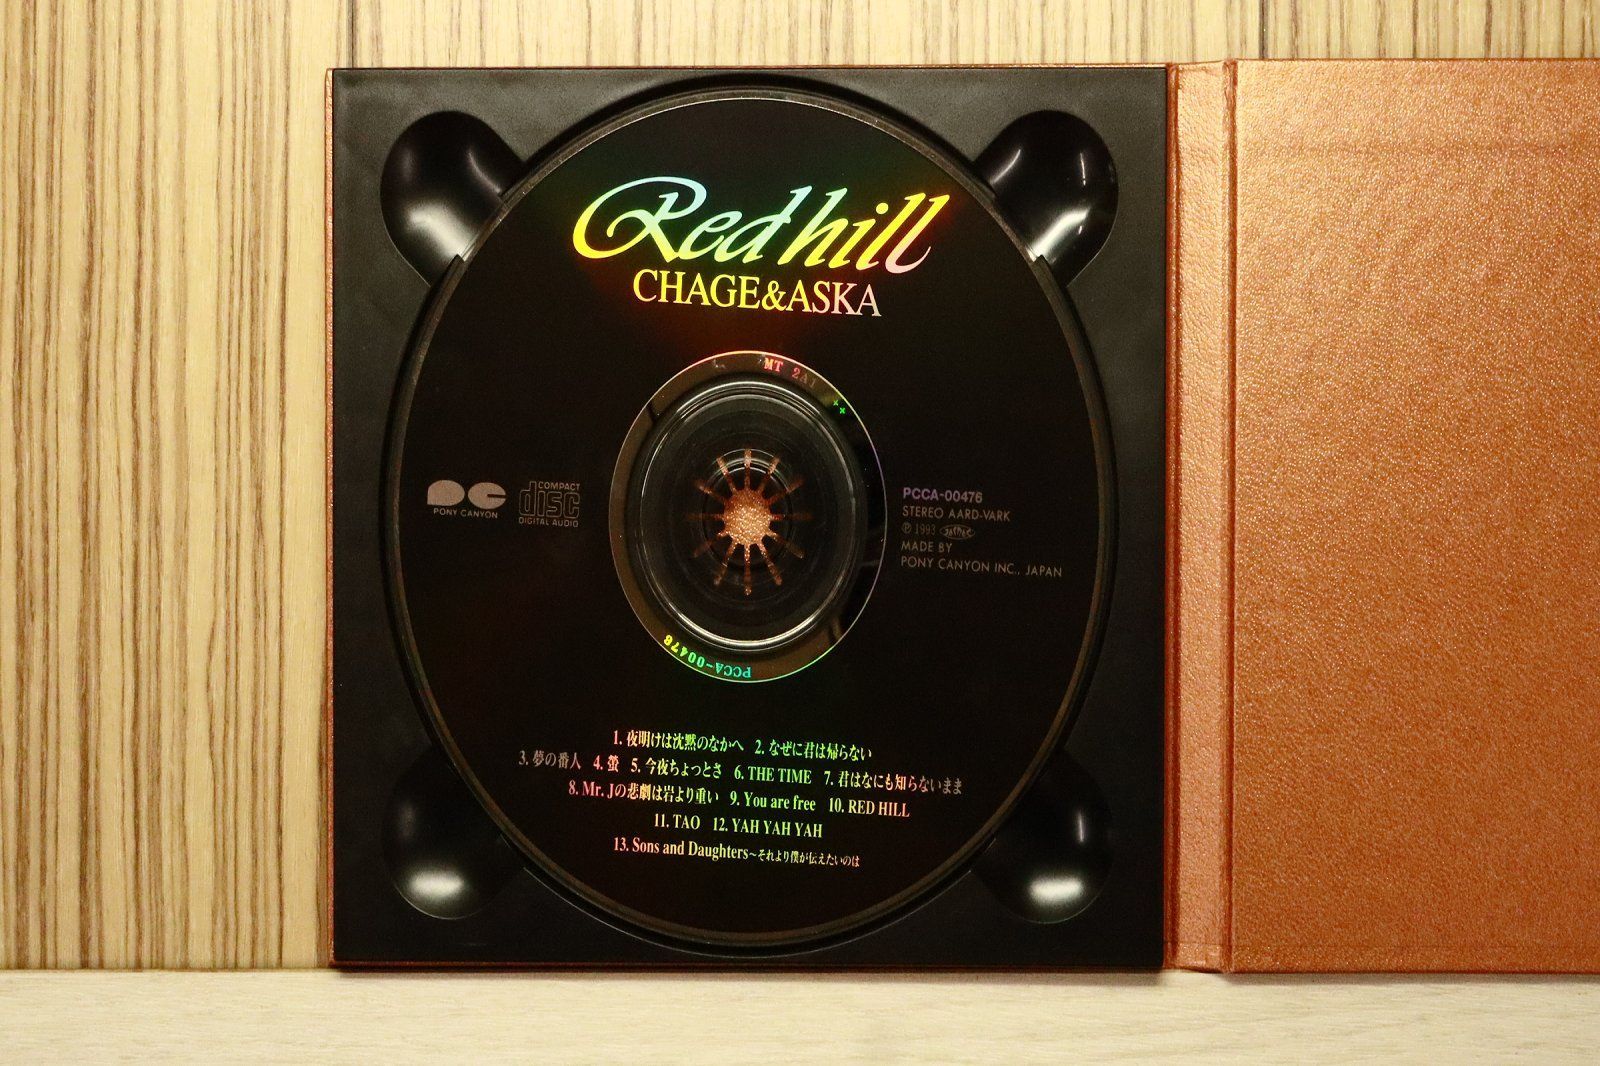 Red hill
CHAGE&ASKA
MT 2A1
PONY CANYON
COMPACT
disc
DIGITAL AUDIO
PCCA-00476
STEREO AARD-VARK
Ⓟ 1993 JASRAC
MADE BY
PONY CANYON INC., JAPAN
PCCA-00476
1. 夜明けは沈黙のなかへ 2. なぜに君は帰らない
3. 夢の番人 4. 螢 5. 今夜ちょっとさ 6. THE TIME 7. 君はなにも知らないまま
8. Mr. Jの悲劇は岩より重い 9. You are free 10. RED HILL
11. TAO 12. YAH YAH YAH
13. Sons and Daughters〜それより僕が伝えたいのは